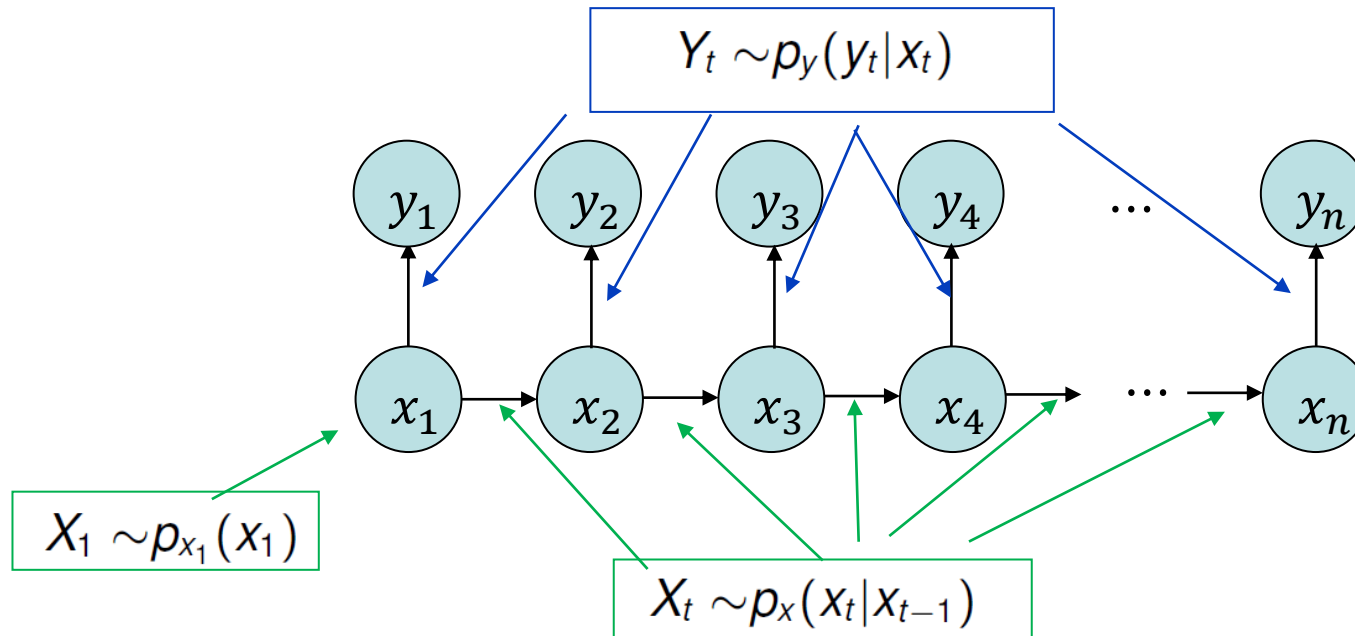 Yₜ ~pᵧ(yₜ|xₜ)
y₁ y₂ y₃ y₄ ... yₙ
x₁ x₂ x₃ x₄ ... xₙ
X₁ ~pₓ₁(x₁)
Xₜ ~pₓ(xₜ|xₜ₋₁)